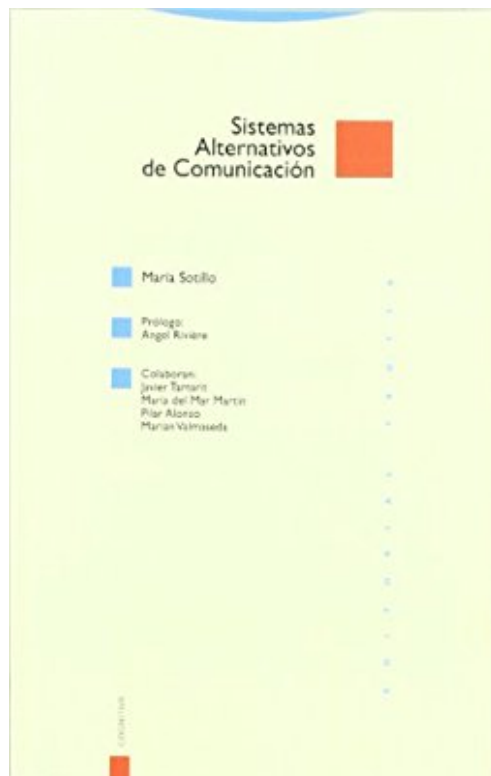 Sistemas
Alternativos
de Comunicación
María Sotillo
Prólogo:
Angel Rivière
Colaboran:
Javier Tamarit
María del Mar Martín
Pilar Alonso
Marian Valmaseda